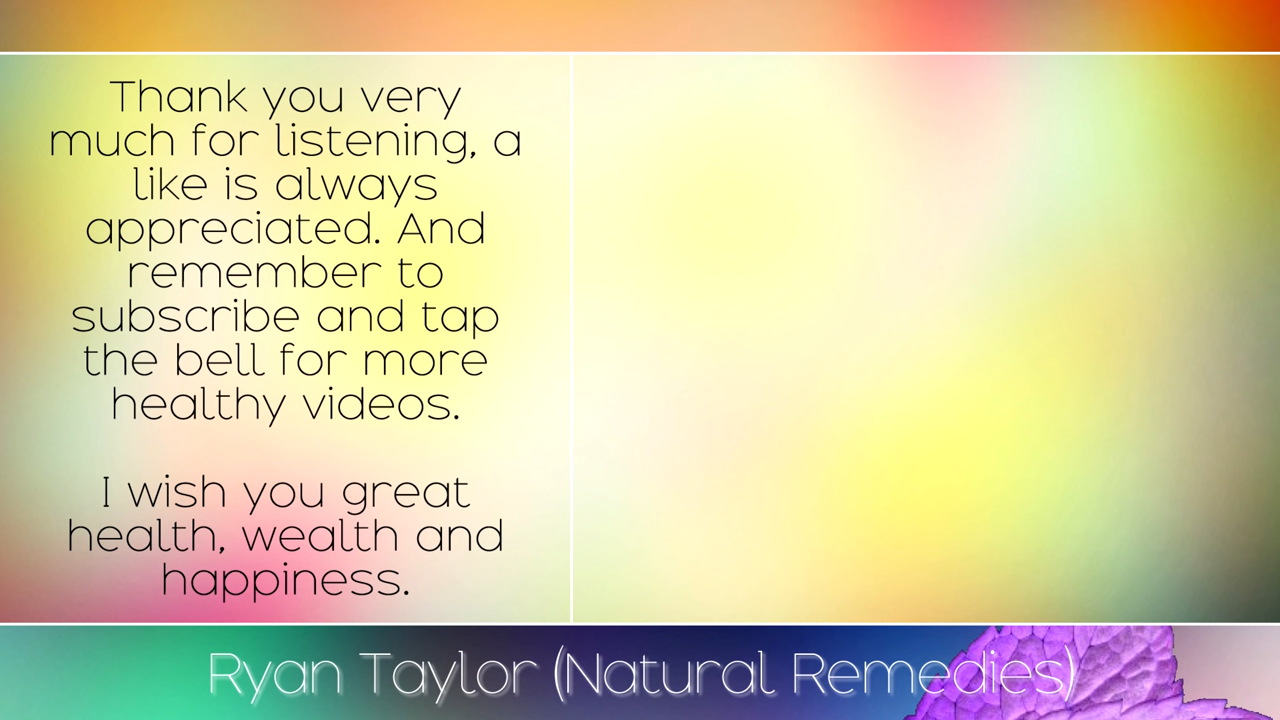 Thank you very
much for listening, a
like is always
appreciated. And
remember to
subscribe and tap
the bell for more
healthy videos.
I wish you great
health, wealth and
happiness.
Ryan Taylor (Natural Remedies)